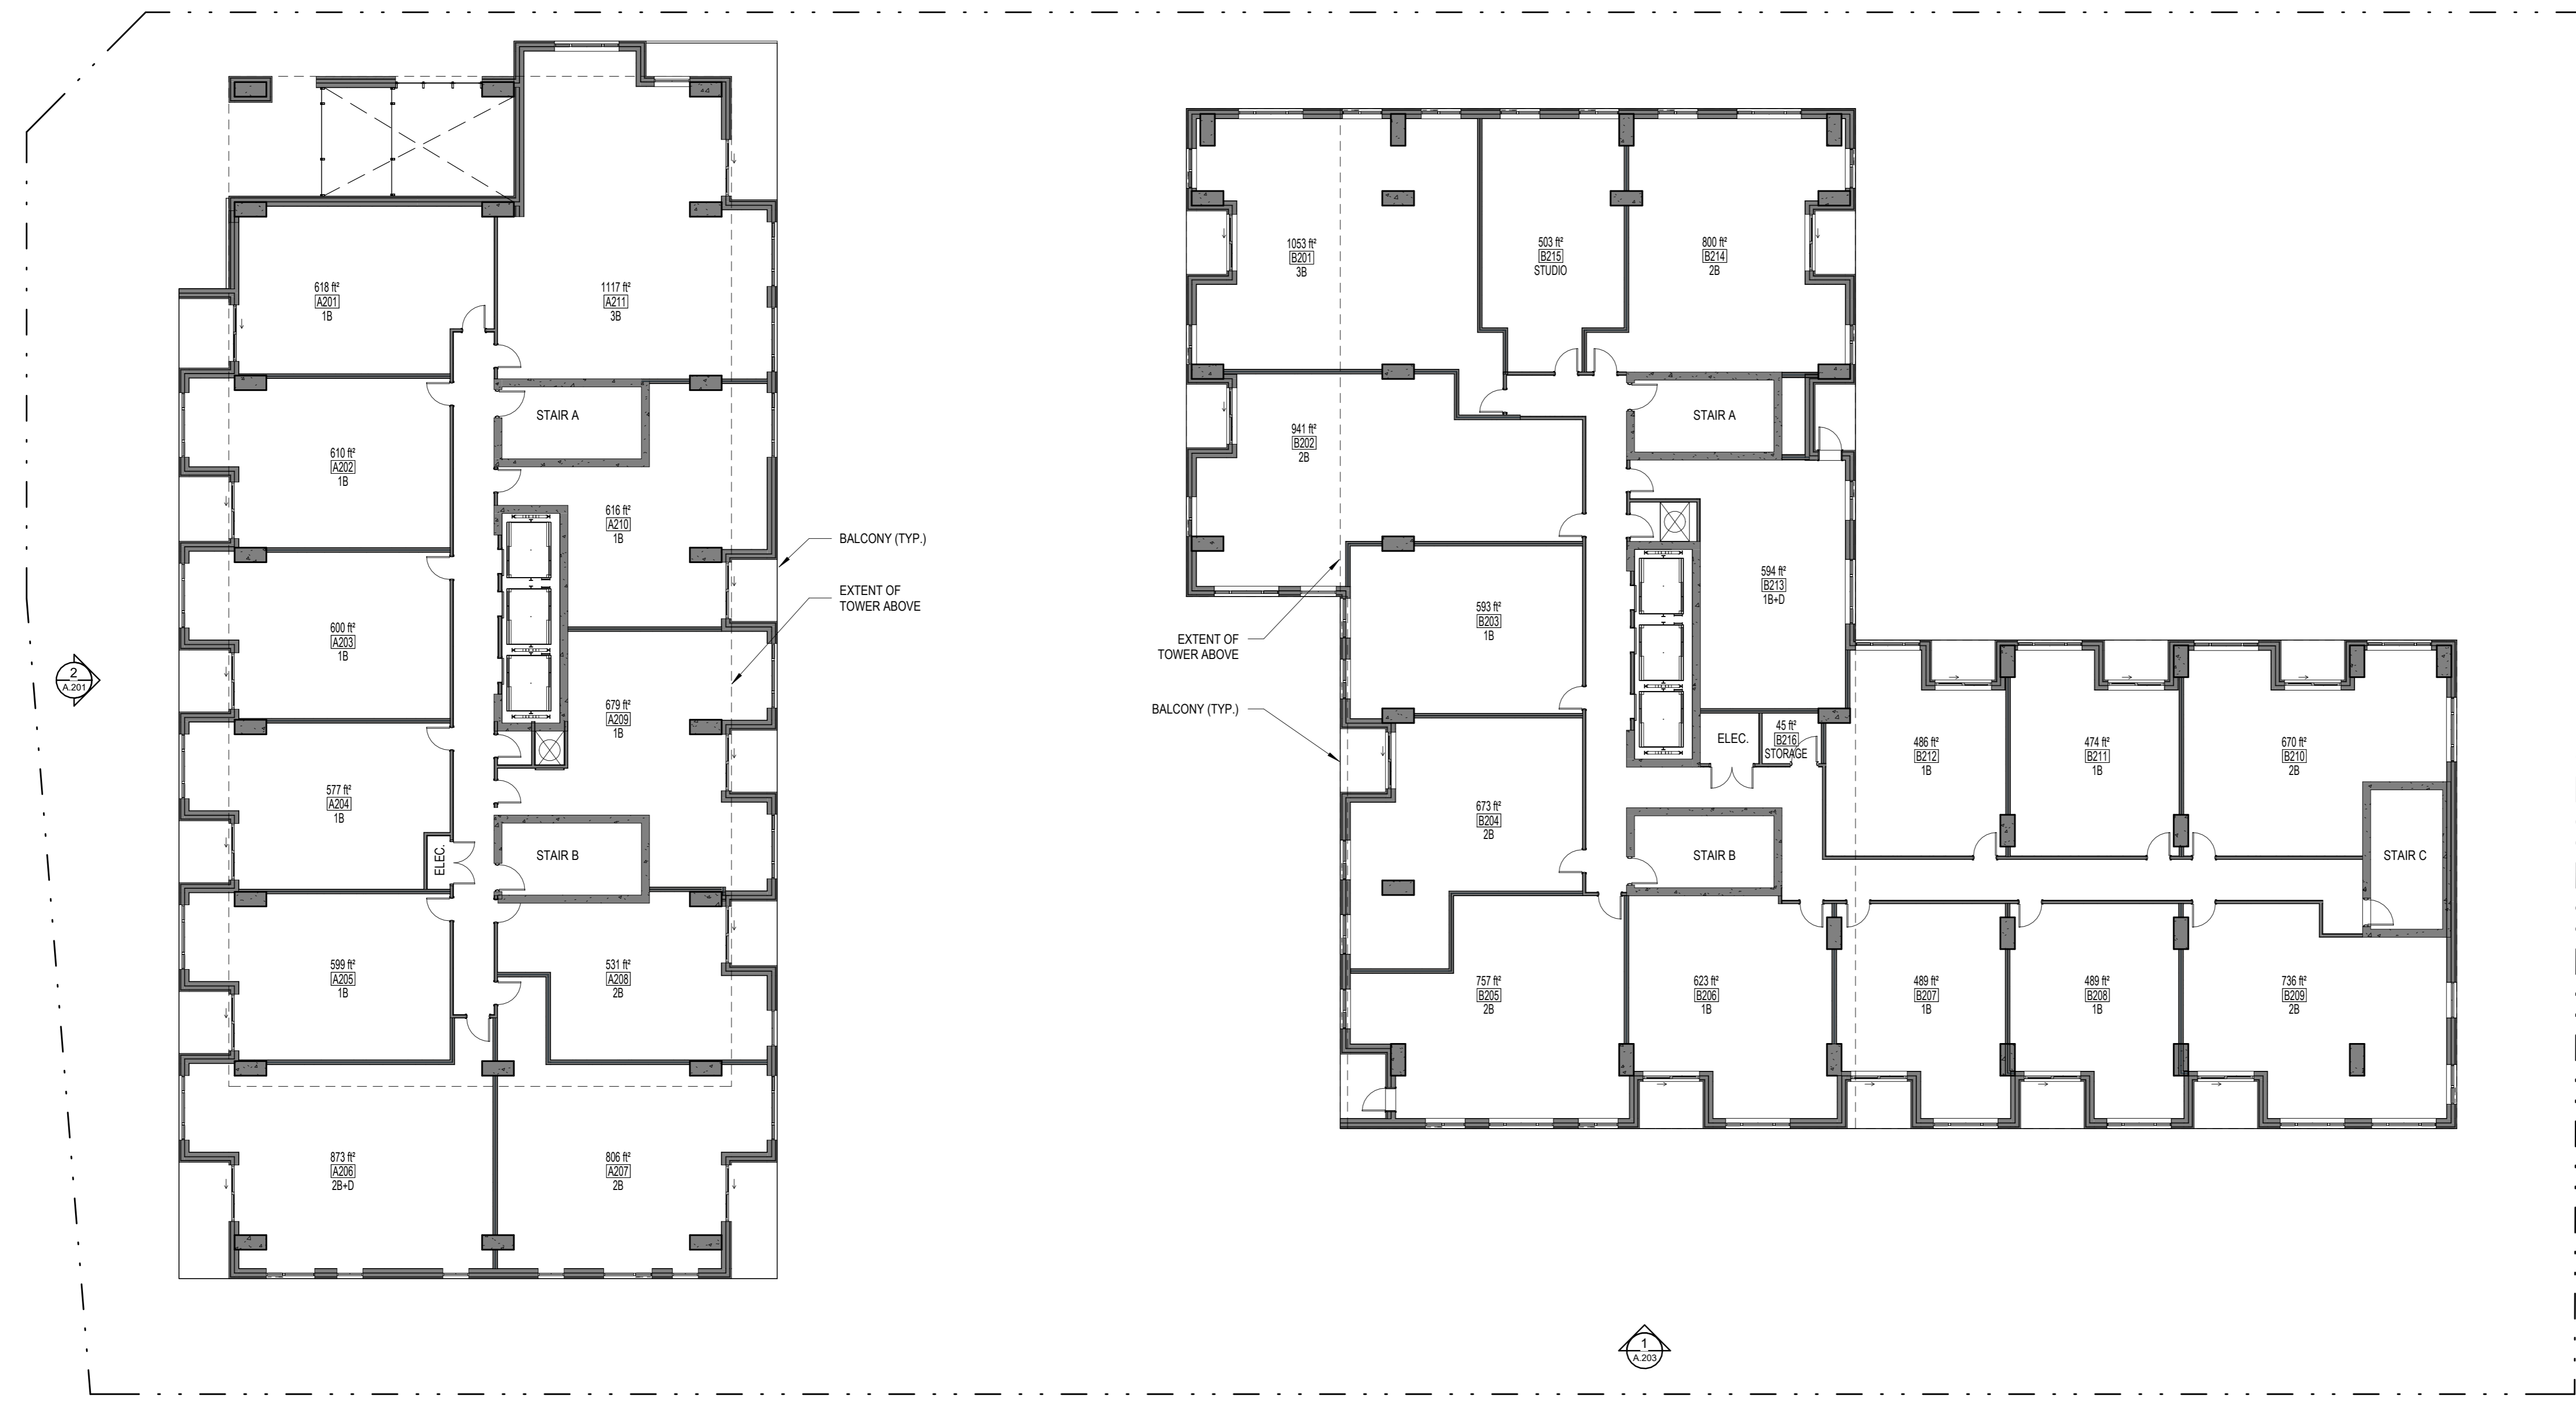 618 ft²
A201
1B
1117 ft²
A211
3B
STAIR A
610 ft²
A202
1B
616 ft²
A210
1B
BALCONY (TYP.)
EXTENT OF
TOWER ABOVE
600 ft²
A203
1B
2
A.201
679 ft²
A209
1B
577 ft²
A204
1B
ELEC.
STAIR B
599 ft²
A205
1B
531 ft²
A208
2B
873 ft²
A206
2B+D
806 ft²
A207
2B
1053 ft²
B201
3B
503 ft²
B215
STUDIO
800 ft²
B214
2B
STAIR A
941 ft²
B202
2B
594 ft²
B213
1B+D
593 ft²
B203
1B
EXTENT OF
TOWER ABOVE
BALCONY (TYP.)
ELEC.
45 ft²
B216
STORAGE
486 ft²
B212
1B
474 ft²
B211
1B
670 ft²
B210
2B
673 ft²
B204
2B
STAIR B
STAIR C
757 ft²
B205
2B
623 ft²
B206
1B
489 ft²
B207
1B
489 ft²
B208
1B
736 ft²
B209
2B
1
A.203